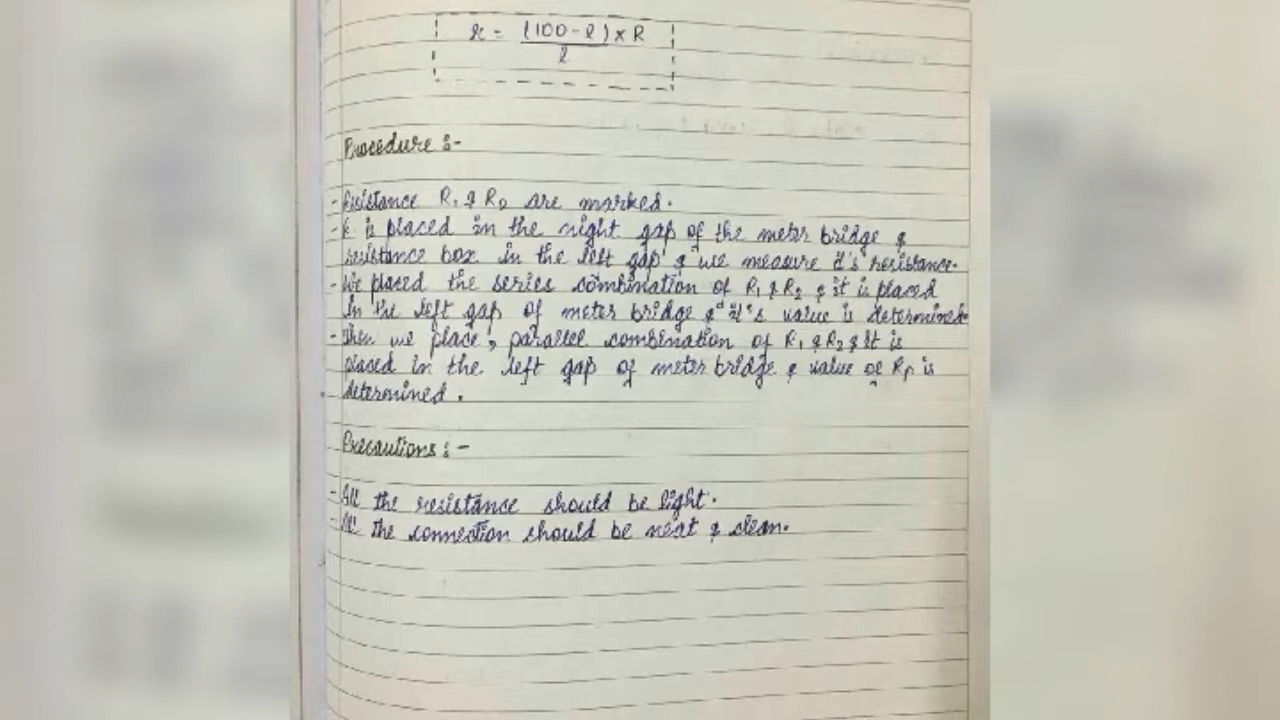 r = (100 - l) x R
l
Procedure :-
- Resistance R₁ & R₂ are marked.
- r is placed in the right gap of the meter bridge &
resistance box in the left gap & we measure it's resistance.
- We placed the series combination of R₁ & R₂ & it is placed
In the left gap of meter bridge & it's value is determined.
- Then we place, parallel combination of R₁ & R₂ & it is
placed in the left gap of meter bridge & value of Rp is
determined.
Precautions :-
- All the resistance should be light.
- All the connection should be neat & clean.